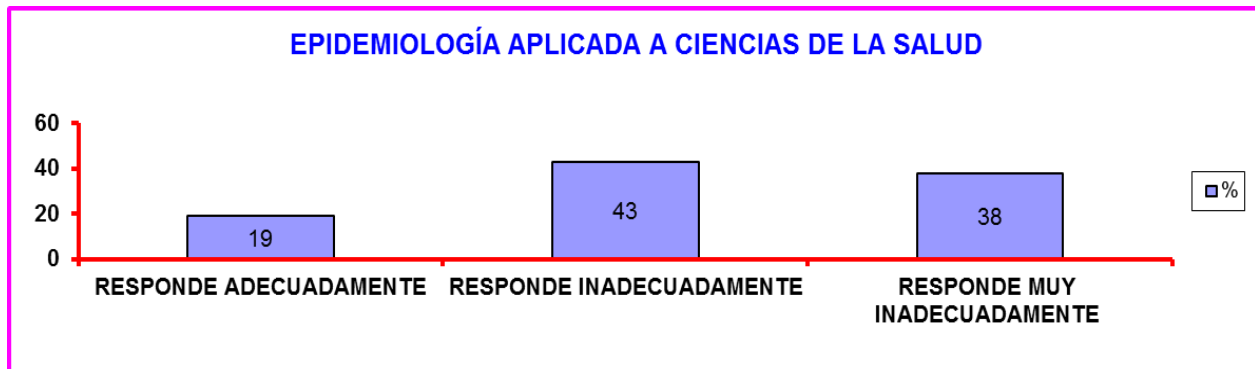 EPIDEMIOLOGÍA APLICADA A CIENCIAS DE LA SALUD
60
40
20
0
19
43
38
%
RESPONDE ADECUADAMENTE
RESPONDE INADECUADAMENTE
RESPONDE MUY
INADECUADAMENTE